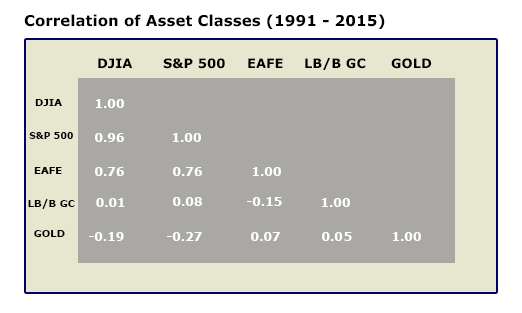 Correlation of Asset Classes (1991 - 2015)
DJIA S&P 500 EAFE LB/B GC GOLD
DJIA 1.00
S&P 500 0.96 1.00
EAFE 0.76 0.76 1.00
LB/B GC 0.01 0.08 -0.15 1.00
GOLD -0.19 -0.27 0.07 0.05 1.00